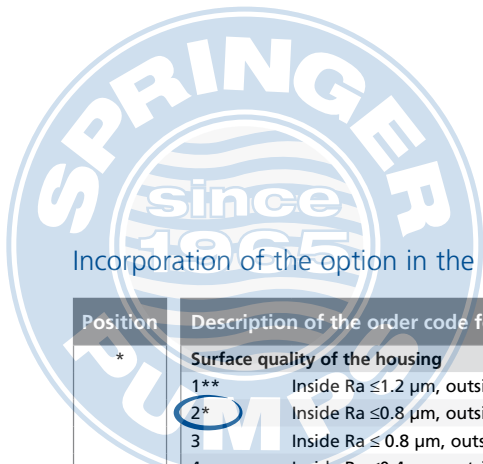 SPRINGER
since
1965
PUMPS
Incorporation of the option in the
Position Description of the order code f
* Surface quality of the housing
1** Inside Ra ≤1.2 µm, outsi
2* Inside Ra ≤0.8 µm, outsi
3 Inside Ra ≤ 0.8 µm, outs